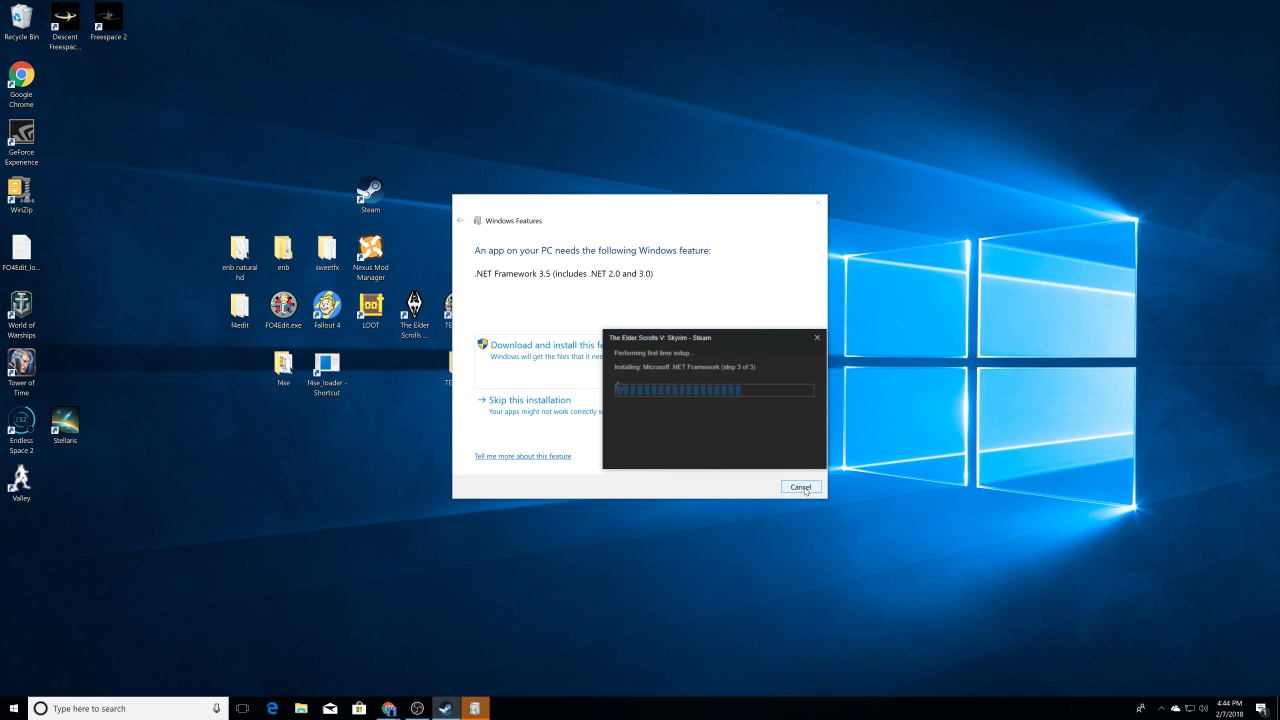 Recycle Bin
Descent
Freespac...
Freespace 2
Google
Chrome
GeForce
Experience
WinZip
Steam
FO4Edit_lo...
enb natural
hd
enb
sweetfx
Nexus Mod
Manager
World of
Warships
f4edit
FO4Edit.exe
Fallout 4
LOOT
The Elder
Scrolls ...
TE
Tower of
Time
f4se
f4se_loader -
Shortcut
TE
Endless
Space 2
Stellaris
Valley
Windows Features
An app on your PC needs the following Windows feature:
.NET Framework 3.5 (includes .NET 2.0 and 3.0)
Download and install this fe
Windows will get the files that it nee
Skip this installation
Your apps might not work correctly w
Tell me more about this feature
Cancel
The Elder Scrolls V: Skyrim - Steam
Performing first time setup...
Installing: Microsoft .NET Framework (step 3 of 3)
Type here to search
4:44 PM
2/7/2018